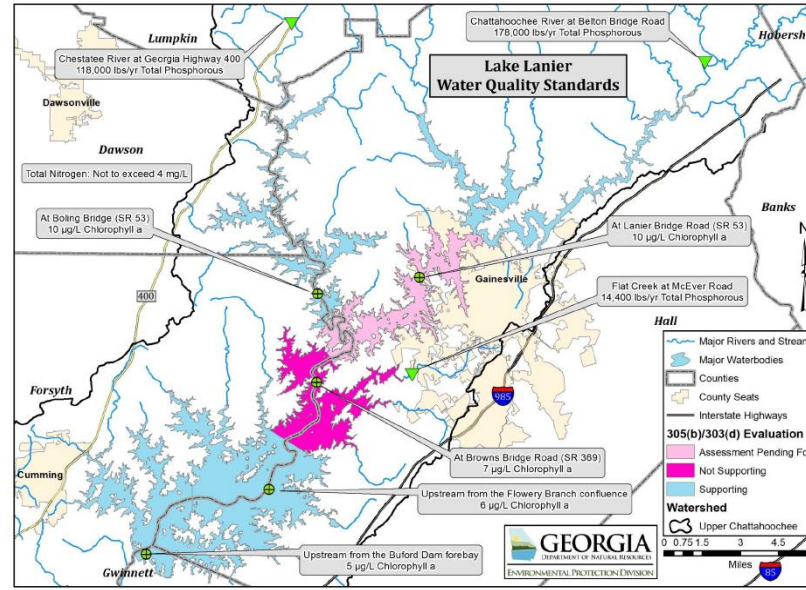 Lumpkin
Chestatee River at Georgia Highway 400
118,000 lbs/yr Total Phosphorous
Chattahoochee River at Belton Bridge Road
178,000 lbs/yr Total Phosphorous
Habersh
Lake Lanier
Water Quality Standards
Dawsonville
Dawson
Total Nitrogen: Not to exceed 4 mg/L
Banks
At Boling Bridge (SR 53)
10 µg/L Chlorophyll a
At Lanier Bridge Road (SR 53)
10 µg/L Chlorophyll a
N
Gainesville
Flat Creek at McEver Road
14,400 lbs/yr Total Phosphorous
400
Hall
Forsyth
985
Major Rivers and Stream
Major Waterbodies
Counties
County Seats
Interstate Highways
305(b)/303(d) Evaluation
Assessment Pending Fo
Not Supporting
Supporting
Watershed
Upper Chattahoochee
At Browns Bridge Road (SR 369)
7 µg/L Chlorophyll a
Cumming
Upstream from the Flowery Branch confluence
6 µg/L Chlorophyll a
Upstream from the Buford Dam forebay
5 µg/L Chlorophyll a
Gwinnett
GEORGIA
DEPARTMENT OF NATURAL RESOURCES
ENVIRONMENTAL PROTECTION DIVISION
0 0.75 1.5 3 4.5
Miles
85